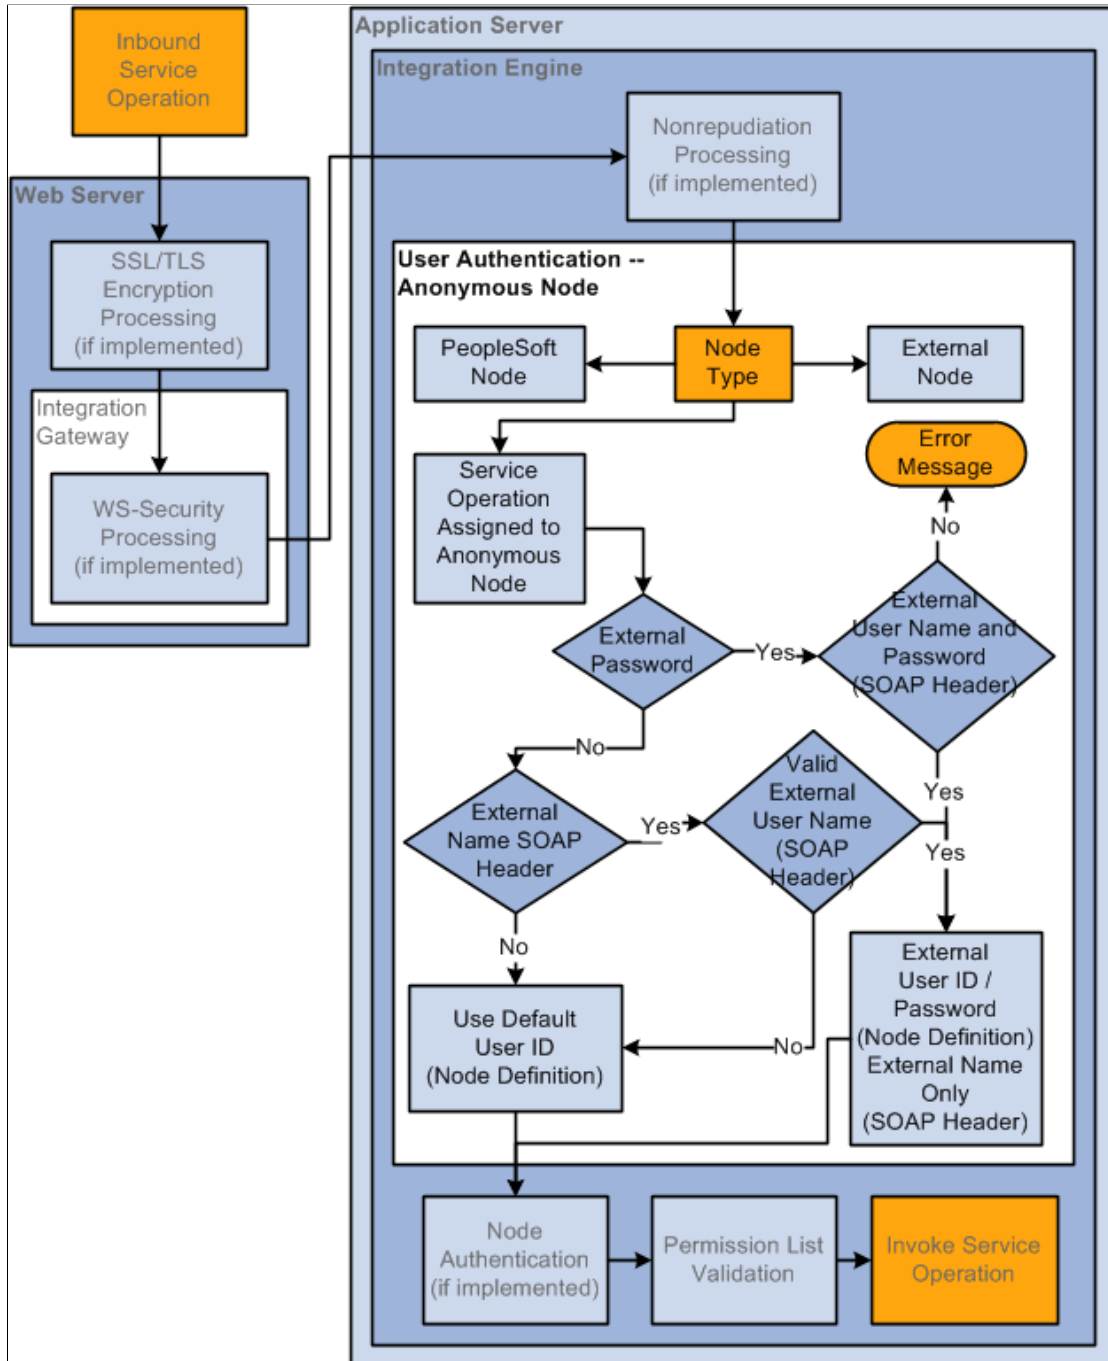 Inbound
Service
Operation
Web Server
SSL/TLS
Encryption
Processing
(if implemented)
Integration
Gateway
WS-Security
Processing
(if implemented)
Application Server
Integration Engine
Nonrepudiation
Processing
(if implemented)
User Authentication --
Anonymous Node
PeopleSoft
Node
Node
Type
External
Node
Service
Operation
Assigned to
Anonymous
Node
Error
Message
No
External
Password
Yes
External
User Name and
Password
(SOAP Header)
No
Yes
External
Name SOAP
Header
Yes
Valid
External
User Name
(SOAP
Header)
Yes
No
No
Use Default
User ID
(Node Definition)
External
User ID /
Password
(Node Definition)
External Name
Only
(SOAP Header)
Node
Authentication
(if implemented)
Permission List
Validation
Invoke Service
Operation